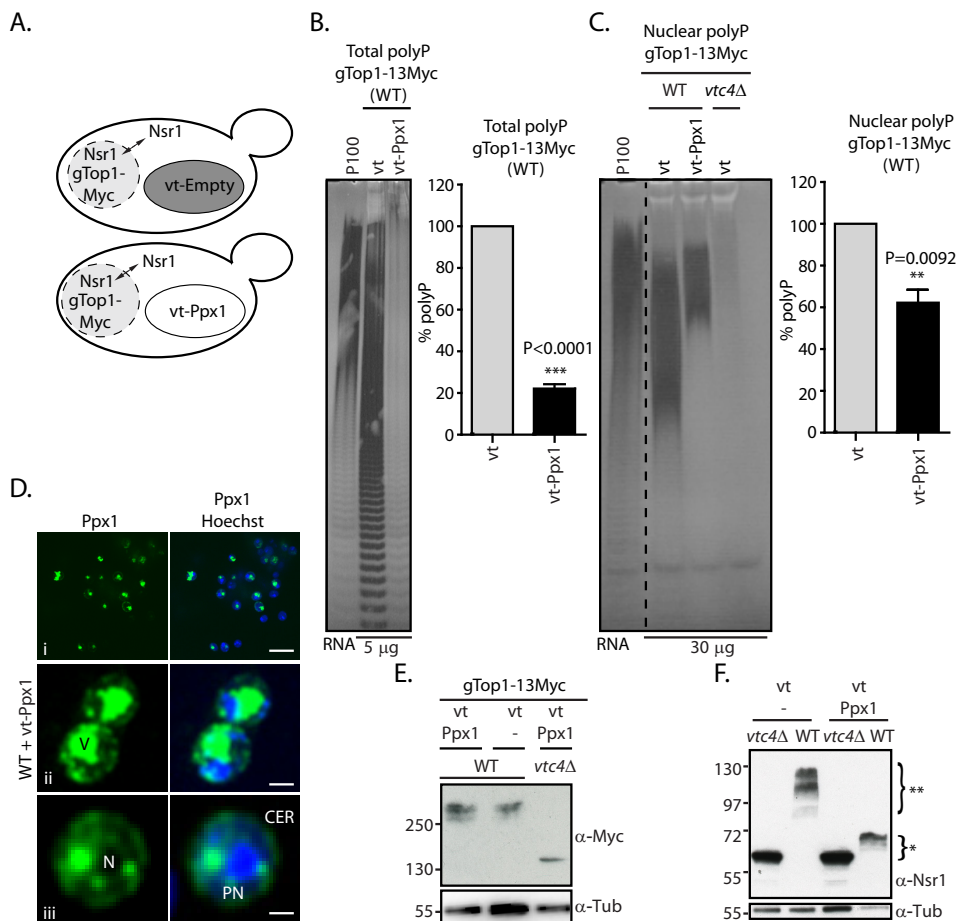 A.
Nsr1
Nsr1
gTop1-
Myc
vt-Empty
Nsr1
Nsr1
gTop1-
Myc
vt-Ppx1
B.
Total polyP
gTop1-13Myc
(WT)
P100
vt
vt-Ppx1
RNA
5 µg
Total polyP
gTop1-13Myc
(WT)
% polyP
120
100
80
60
40
20
0
P<0.0001
***
vt
vt-Ppx1
C.
Nuclear polyP
gTop1-13Myc
WT
vtc4Δ
P100
vt
vt-Ppx1
vt
RNA
30 µg
Nuclear polyP
gTop1-13Myc
(WT)
% polyP
120
100
80
60
40
20
0
P=0.0092
**
vt
vt-Ppx1
D.
Ppx1
Ppx1
Hoechst
WT + vt-Ppx1
i
V
ii
N
iii
CER
PN
E.
gTop1-13Myc
vt vt vt
Ppx1 - Ppx1
WT vtc4Δ
250
130
α-Myc
55
α-Tub
F.
vt vt
- Ppx1
vtc4Δ WT vtc4Δ WT
130
97
72
55
**
*
α-Nsr1
55
α-Tub